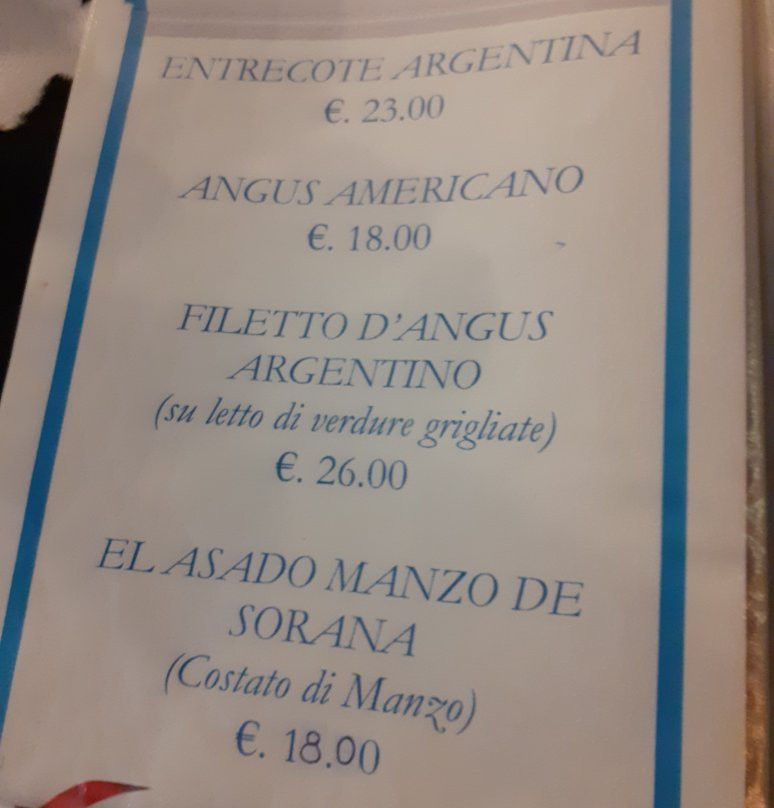 ENTRECOTE ARGENTINA
€. 23.00
ANGUS AMERICANO
€. 18.00
FILETTO D'ANGUS
ARGENTINO
(su letto di verdure grigliate)
€. 26.00
EL ASADO MANZO DE
SORANA
(Costato di Manzo)
€. 18.00